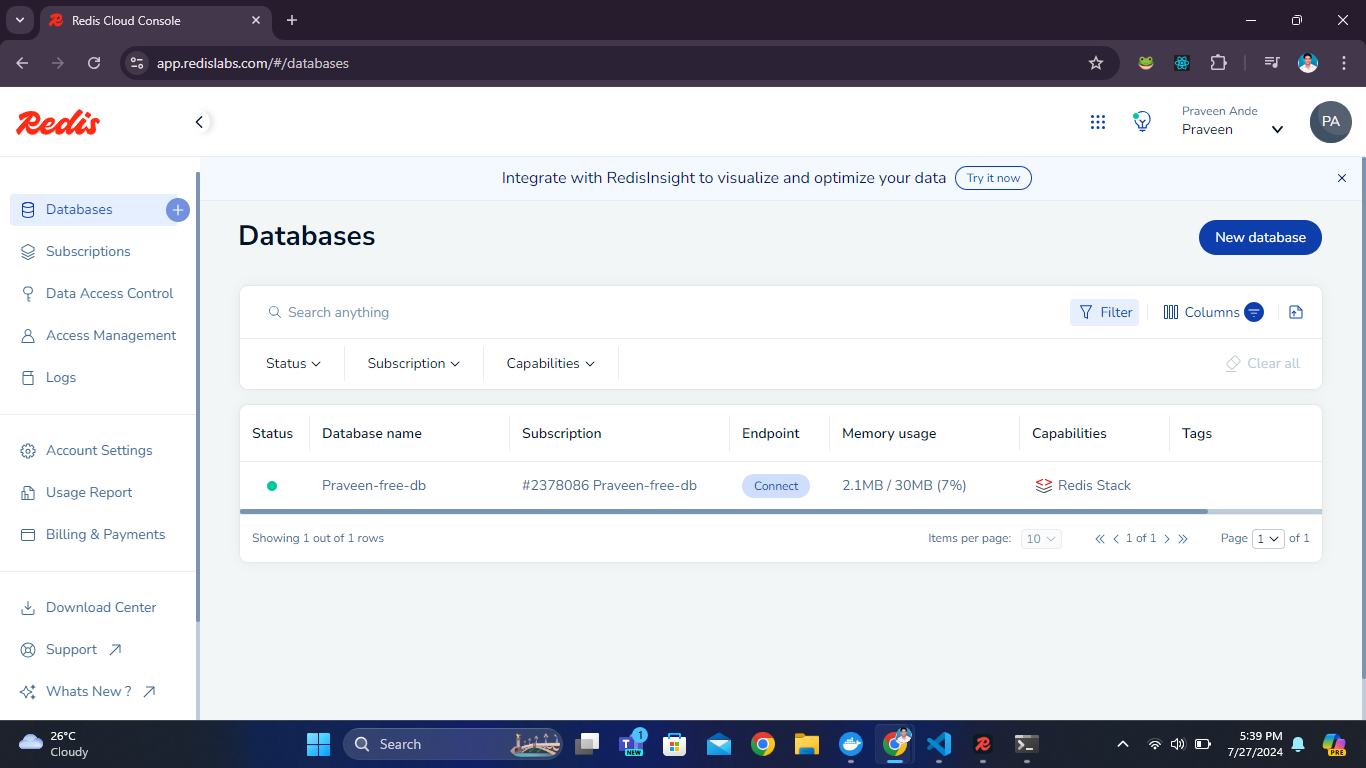 Redis Cloud Console
app.redislabs.com/#/databases
Redis
Praveen Ande
Praveen
PA
Integrate with RedisInsight to visualize and optimize your data Try it now
Databases
Subscriptions
Data Access Control
Access Management
Logs
Account Settings
Usage Report
Billing & Payments
Download Center
Support
Whats New ?
Databases
New database
Search anything
Filter
Columns
Status
Subscription
Capabilities
Clear all
Status Database name Subscription Endpoint Memory usage Capabilities Tags
Praveen-free-db #2378086 Praveen-free-db Connect 2.1MB / 30MB (7%) Redis Stack
Showing 1 out of 1 rows
Items per page: 10
1 of 1
Page 1 of 1
26°C
Cloudy
Search
NEW
1
5:39 PM
7/27/2024
PRE